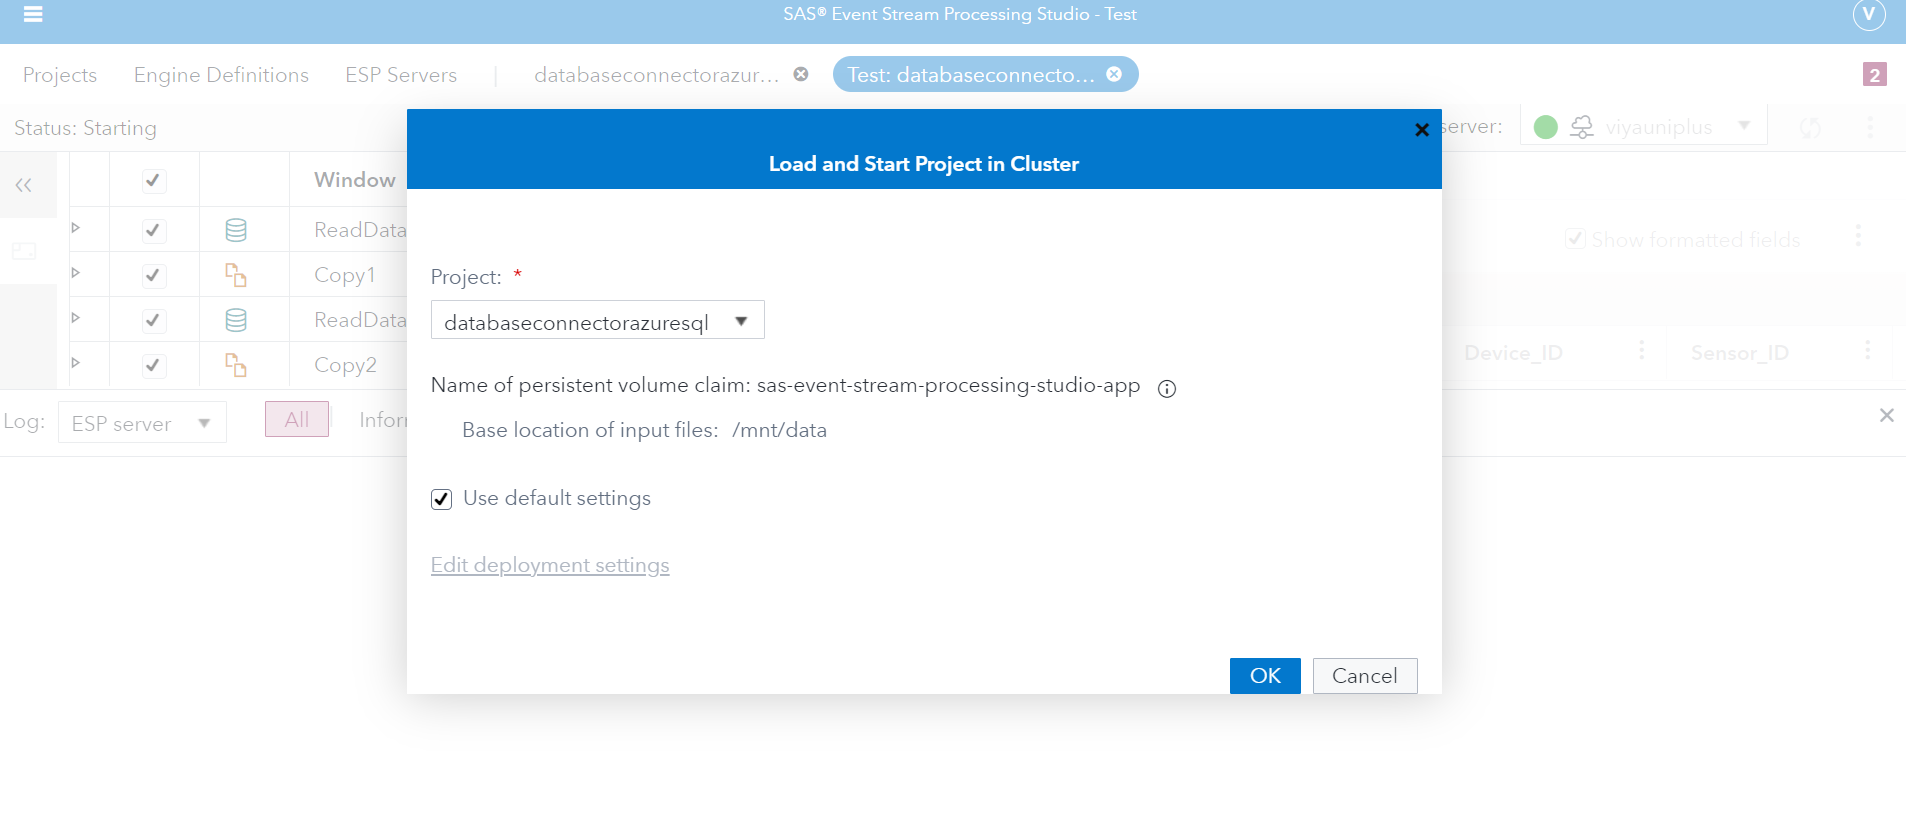 SAS® Event Stream Processing Studio - Test
V
Projects
Engine Definitions
ESP Servers
databaseconnectorazur...
Test: databaseconnecto...
2
Status: Starting
server:
viyauniplus
Load and Start Project in Cluster
Window
ReadData
Copy1
ReadData
Copy2
Show formatted fields
Device_ID
Sensor_ID
Project: *
databaseconnectorazuresql
Name of persistent volume claim: sas-event-stream-processing-studio-app
Base location of input files: /mnt/data
Log:
ESP server
All
Use default settings
Edit deployment settings
OK
Cancel